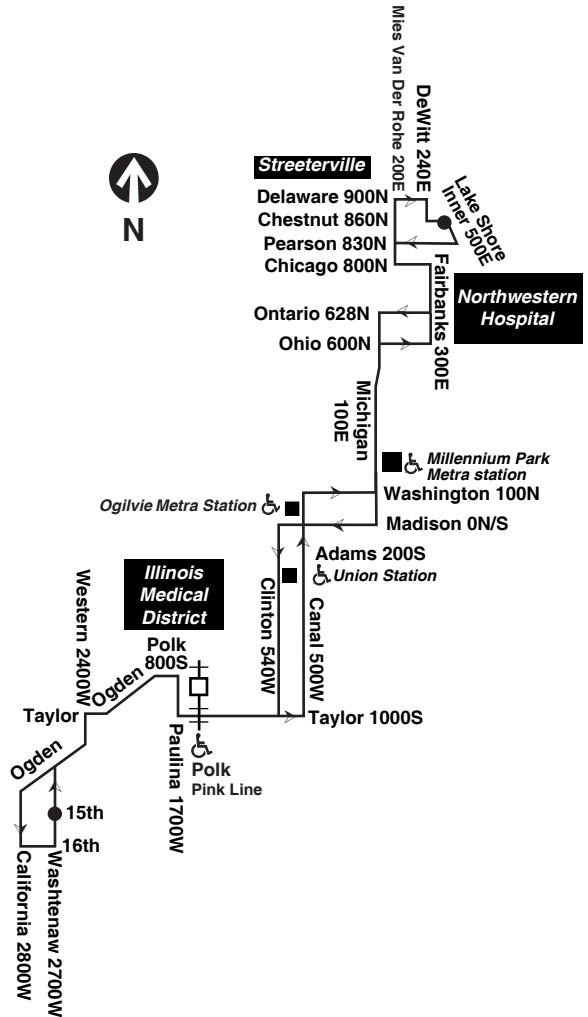 Mies Van Der Rohe 200E
DeWitt 240E
Streeterville
Delaware 900N
Lake Shore
Inner 500E
Chestnut 860N
Pearson 830N
Chicago 800N
N
Fairbanks 300E
Northwestern
Hospital
Ontario 628N
Ohio 600N
Michigan
100E
Millennium Park
Metra station
Washington 100N
Ogilvie Metra Station
Madison 0N/S
Adams 200S
Union Station
Illinois
Medical
District
Clinton 540W
Canal 500W
Western 2400W
Polk
800S
Ogden
Taylor
Taylor 1000S
Paulina 1700W
Polk
Pink Line
Ogden
15th
16th
California 2800W
Washtenaw 2700W